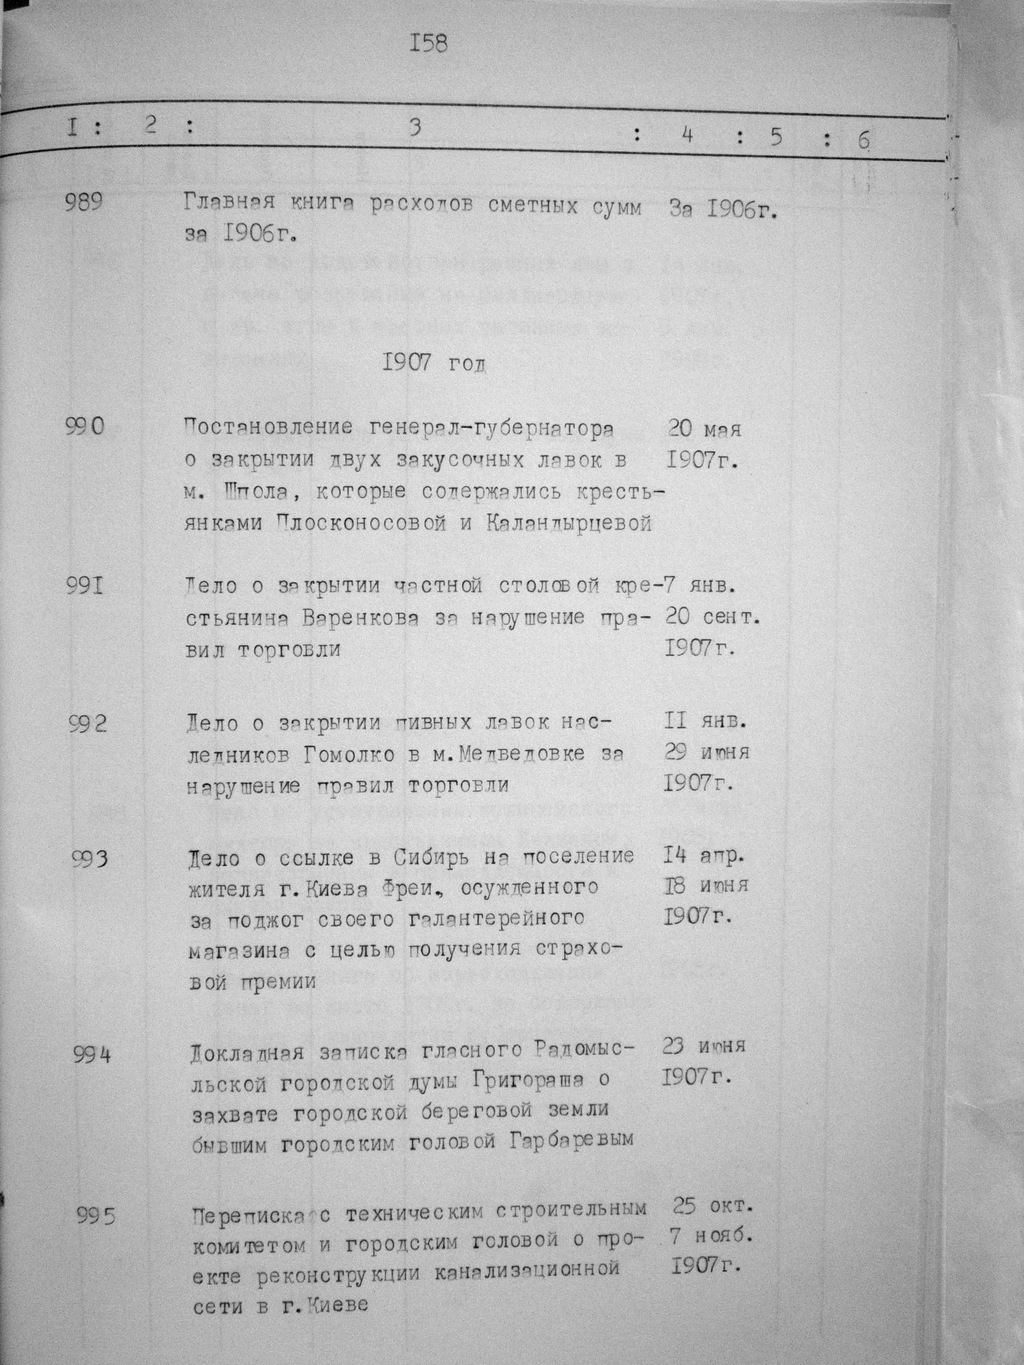 158
1 : 2 : 3 : 4 : 5 : 6
989 Главная книга расходов сметных сумм За 1906г.
за 1906г.
1907 год
990 Постановление генерал-губернатора 20 мая
о закрытии двух закусочных лавок в 1907г.
м. Шпола, которые содержались кресть-
янками Плосконосовой и Каландырцевой
991 Дело о закрытии частной столовой кре- 7 янв.
стьянина Варенкова за нарушение пра- 20 сент.
вил торговли 1907г.
992 Дело о закрытии пивных лавок нас- 11 янв.
ледников Гомолко в м.Медведовке за 29 июня
нарушение правил торговли 1907г.
993 Дело о ссылке в Сибирь на поселение 14 апр.
жителя г.Киева Фреи., осужденного 18 июня
за поджог своего галантерейного 1907г.
магазина с целью получения страхо-
вой премии
994 Докладная записка гласного Радомыс- 23 июня
льской городской думы Григораша о 1907г.
захвате городской береговой земли
бывшим городским головой Гарбаревым
995 Переписка с техническим строительным 25 окт.
комитетом и городским головой о про- 7 нояб.
екте реконструкции канализационной 1907г.
сети в г.Киеве